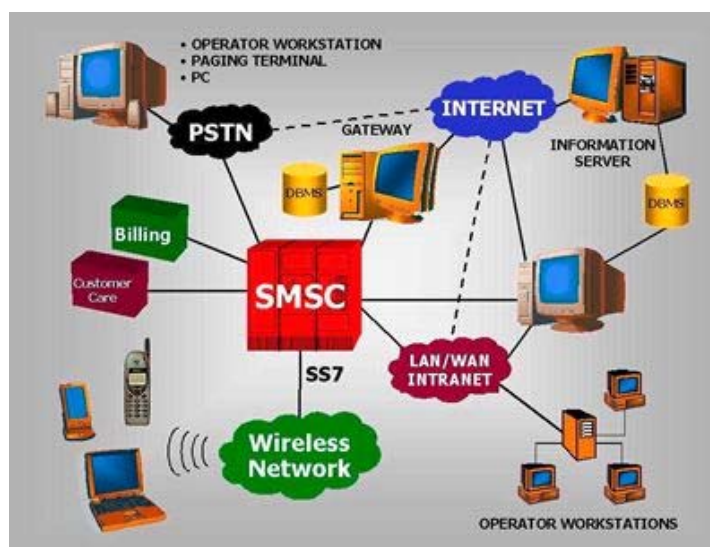 • OPERATOR WORKSTATION
• PAGING TERMINAL
• PC
PSTN
INTERNET
GATEWAY
INFORMATION
SERVER
DBMS
DBMS
Billing
Customer
Care
SMSC
LAN/WAN
INTRANET
SS7
Wireless
Network
OPERATOR WORKSTATIONS